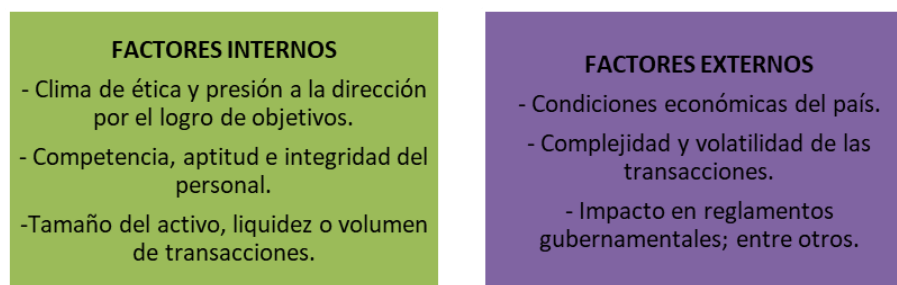 FACTORES INTERNOS
- Clima de ética y presión a la dirección
por el logro de objetivos.
- Competencia, aptitud e integridad del
personal.
-Tamaño del activo, liquidez o volumen
de transacciones.
FACTORES EXTERNOS
- Condiciones económicas del país.
- Complejidad y volatilidad de las
transacciones.
- Impacto en reglamentos
gubernamentales; entre otros.